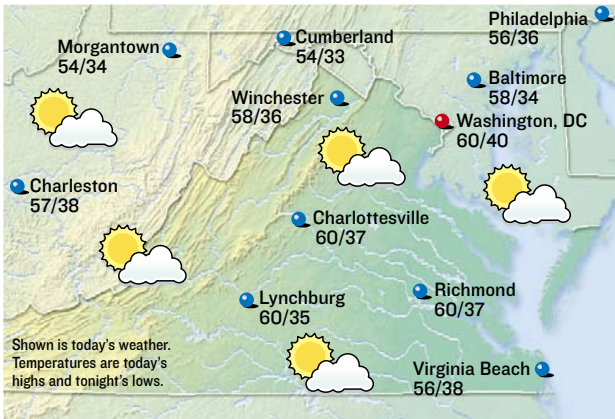 Philadelphia
56/36
Morgantown
54/34
Cumberland
54/33
Baltimore
58/34
Winchester
58/36
Washington, DC
60/40
Charleston
57/38
Charlottesville
60/37
Lynchburg
60/35
Richmond
60/37
Shown is today's weather.
Temperatures are today's
highs and tonight's lows.
Virginia Beach
56/38